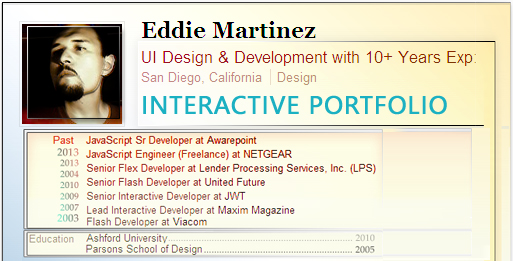 Eddie Martinez
UI Design & Development with 10+ Years Exp:
San Diego, California | Design
INTERACTIVE PORTFOLIO
Past JavaScript Sr Developer at Awarepoint
2013 JavaScript Engineer (Freelance) at NETGEAR
2013 Senior Flex Developer at Lender Processing Services, Inc. (LPS)
2010 Senior Flash Developer at United Future
2009 Senior Interactive Developer at JWT
2007 Lead Interactive Developer at Maxim Magazine
2003 Flash Developer at Viacom
Education Ashford University 2010
Parsons School of Design 2005